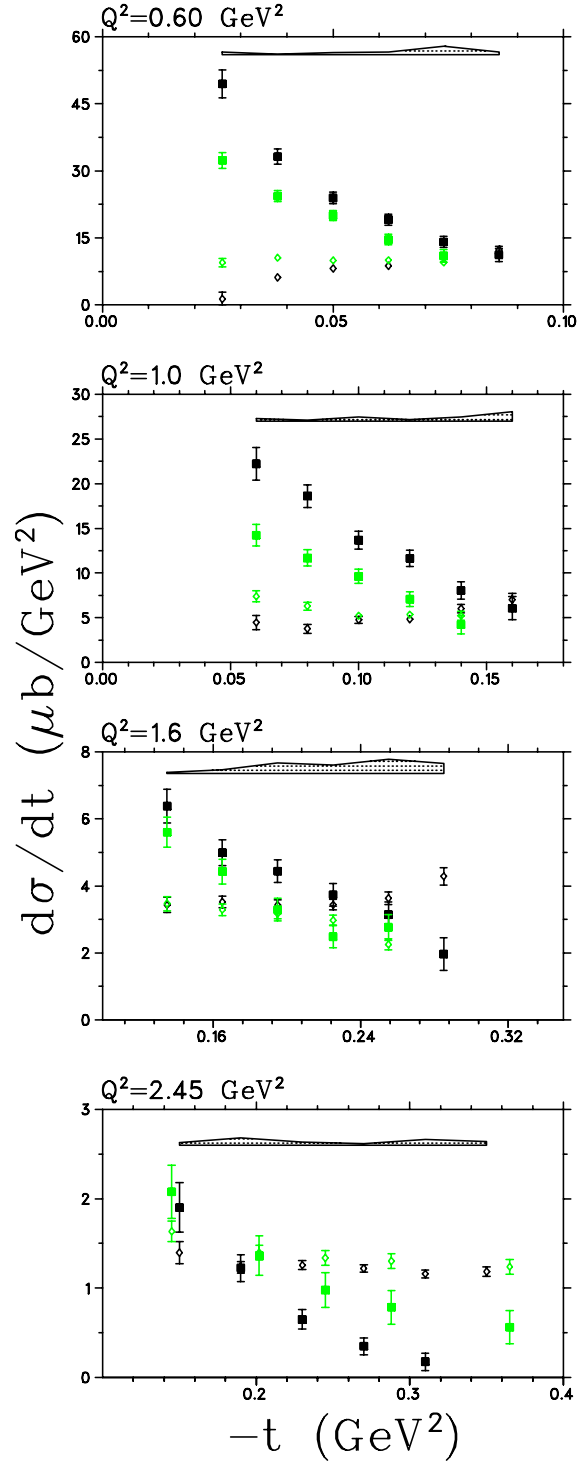 Q²=0.60 GeV²
60
45
30
15
0
0.00 0.05 0.10
Q²=1.0 GeV²
30
25
20
15
10
5
0
0.00 0.05 0.10 0.15
Q²=1.6 GeV²
8
6
4
2
0
0.16 0.24 0.32
Q²=2.45 GeV²
3
2
1
0
0.2 0.3 0.4
dσ/dt (μb/GeV²)
−t (GeV²)